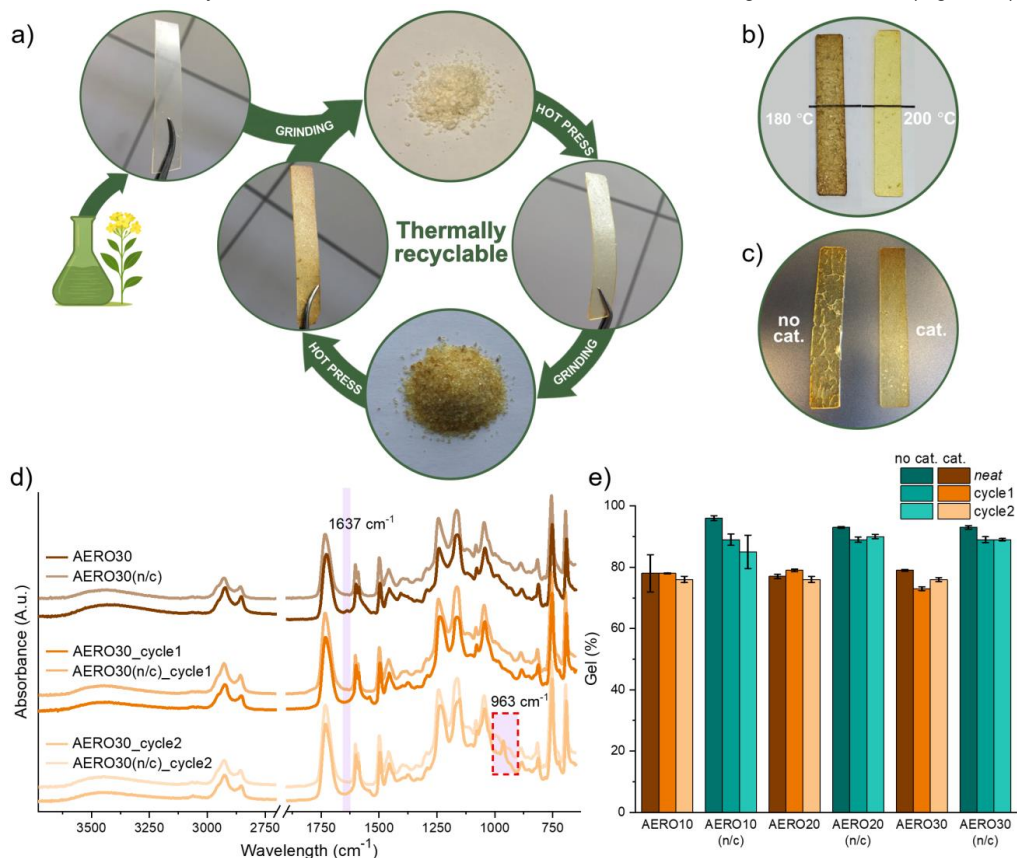 a)
GRINDING
HOT PRESS
Thermally
recyclable
HOT PRESS
GRINDING
b)
180 °C
200 °C
c)
no
cat.
cat.
d)
1637 cm⁻¹
AERO30
AERO30(n/c)
AERO30_cycle1
AERO30(n/c)_cycle1
963 cm⁻¹
AERO30_cycle2
AERO30(n/c)_cycle2
Absorbance (A.u.)
3500 3250 3000 2750 1750 1500 1250 1000 750
Wavelength (cm⁻¹)
e)
no cat. cat.
neat
cycle1
cycle2
Gel (%)
100
80
60
40
20
0
AERO10 AERO10 (n/c) AERO20 AERO20 (n/c) AERO30 AERO30 (n/c)